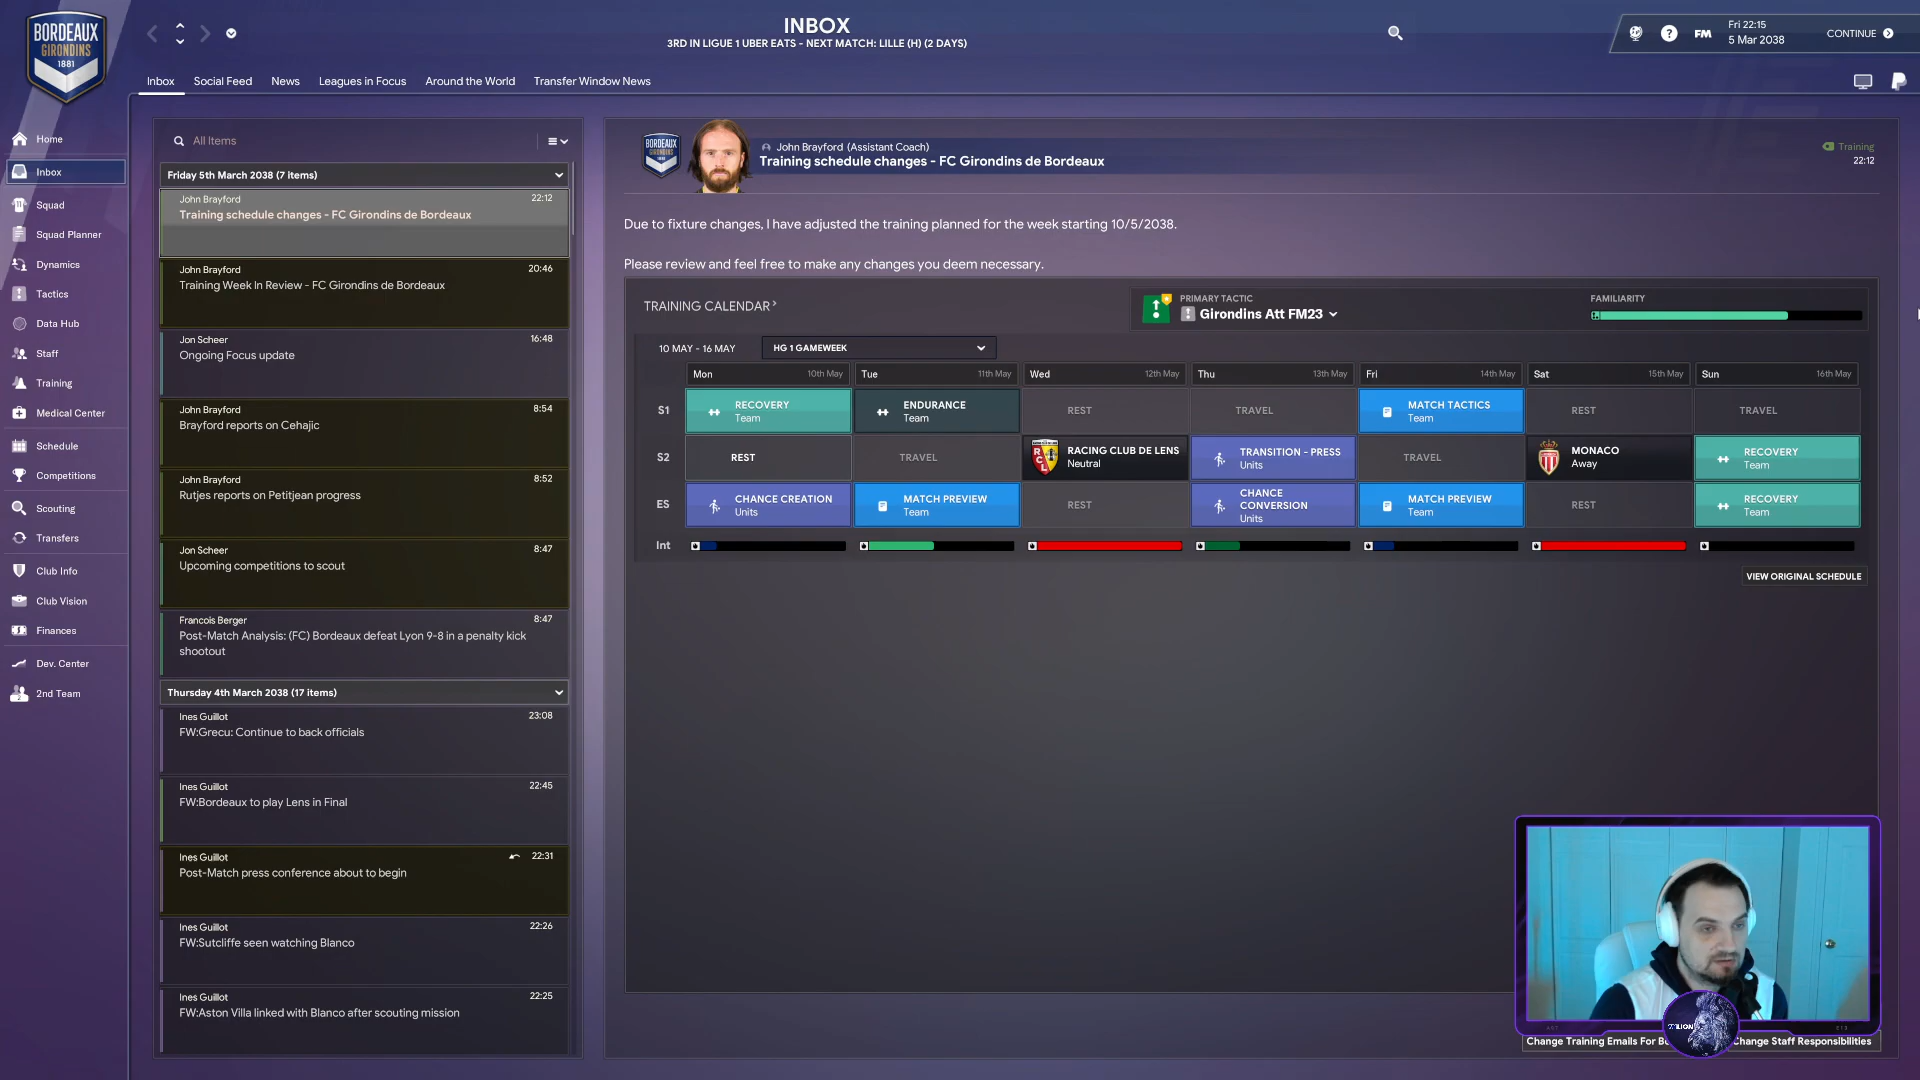 BORDEAUX
GIRONDINS
1881
INBOX
3RD IN LIGUE 1 UBER EATS - NEXT MATCH: LILLE (H) (2 DAYS)
FM
Fri 22:15
5 Mar 2038
CONTINUE
Inbox
Social Feed
News
Leagues in Focus
Around the World
Transfer Window News
Home
Inbox
Squad
Squad Planner
Dynamics
Tactics
Data Hub
Staff
Training
Medical Center
Schedule
Competitions
Scouting
Transfers
Club Info
Club Vision
Finances
Dev. Center
2nd Team
All Items
Friday 5th March 2038 (7 items)
John Brayford 22:12
Training schedule changes - FC Girondins de Bordeaux
John Brayford 20:46
Training Week In Review - FC Girondins de Bordeaux
Jon Scheer 16:48
Ongoing Focus update
John Brayford 8:54
Brayford reports on Cehajic
John Brayford 8:52
Rutjes reports on Petitjean progress
Jon Scheer 8:47
Upcoming competitions to scout
Francois Berger 8:47
Post-Match Analysis: (FC) Bordeaux defeat Lyon 9-8 in a penalty kick
shootout
Thursday 4th March 2038 (17 items)
Ines Guillot 23:08
FW:Grecu: Continue to back officials
Ines Guillot 22:45
FW:Bordeaux to play Lens in Final
Ines Guillot 22:31
Post-Match press conference about to begin
Ines Guillot 22:26
FW:Sutcliffe seen watching Blanco
Ines Guillot 22:25
FW:Aston Villa linked with Blanco after scouting mission
BORDEAUX
John Brayford (Assistant Coach)
Training schedule changes - FC Girondins de Bordeaux
Training
22:12
Due to fixture changes, I have adjusted the training planned for the week starting 10/5/2038.
Please review and feel free to make any changes you deem necessary.
TRAINING CALENDAR
PRIMARY TACTIC
Girondins Att FM23
FAMILIARITY
10 MAY - 16 MAY
HG 1 GAMEWEEK
Mon 10th May Tue 11th May Wed 12th May Thu 13th May Fri 14th May Sat 15th May Sun 16th May
S1
RECOVERY
Team
ENDURANCE
Team
REST
TRAVEL
MATCH TACTICS
Team
REST
TRAVEL
S2
REST
TRAVEL
RACING CLUB DE LENS
Neutral
TRANSITION - PRESS
Units
TRAVEL
MONACO
Away
RECOVERY
Team
ES
CHANCE CREATION
Units
MATCH PREVIEW
Team
REST
CHANCE
CONVERSION
Units
MATCH PREVIEW
Team
REST
RECOVERY
Team
Int
VIEW ORIGINAL SCHEDULE
Change Training Emails For
Change Staff Responsibilities